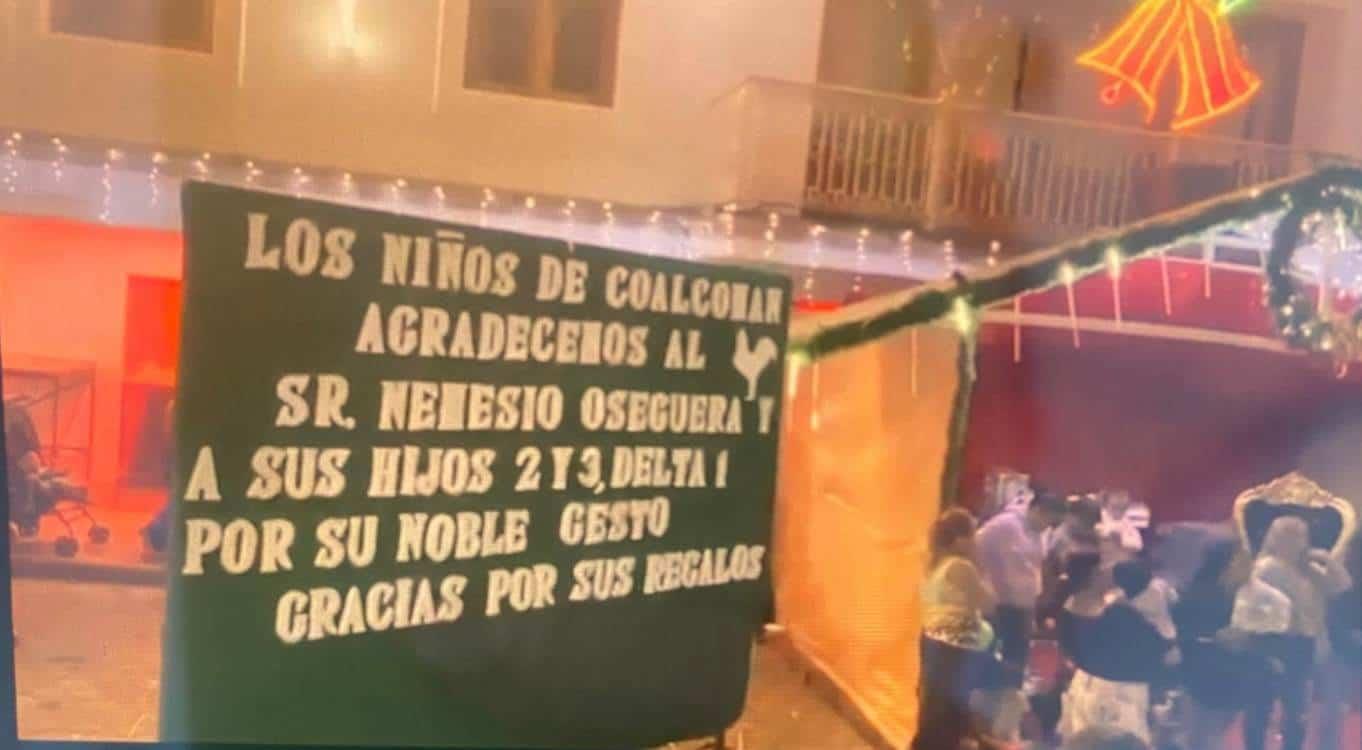 LOS NIÑOS DE COALCOMAN
AGRADECEMOS AL
SR. NEMESIO OSEGUERA Y
A SUS HIJOS 2 Y 3, DELTA 1
POR SU NOBLE GESTO
GRACIAS POR SUS REGALOS